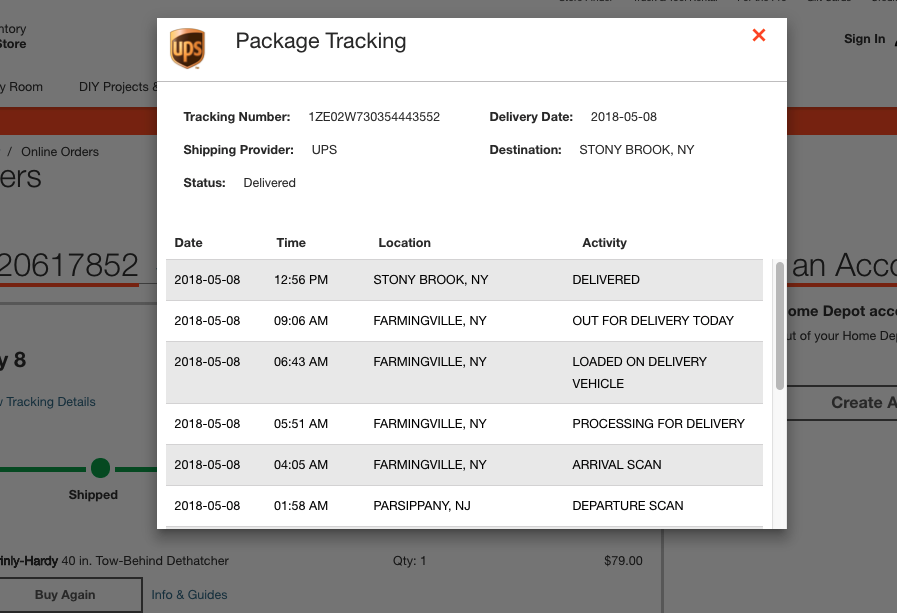 ntory
Store
Sign In
y Room
DIY Projects &
/ Online Orders
ers
20617852
an Acco
ome Depot acc
ut of your Home De
Create A
y 8
Tracking Details
Shipped
ups
Package Tracking
Tracking Number: 1ZE02W730354443552
Delivery Date: 2018-05-08
Shipping Provider: UPS
Destination: STONY BROOK, NY
Status: Delivered
Date Time Location Activity
2018-05-08 12:56 PM STONY BROOK, NY DELIVERED
2018-05-08 09:06 AM FARMINGVILLE, NY OUT FOR DELIVERY TODAY
2018-05-08 06:43 AM FARMINGVILLE, NY LOADED ON DELIVERY
VEHICLE
2018-05-08 05:51 AM FARMINGVILLE, NY PROCESSING FOR DELIVERY
2018-05-08 04:05 AM FARMINGVILLE, NY ARRIVAL SCAN
2018-05-08 01:58 AM PARSIPPANY, NJ DEPARTURE SCAN
inly-Hardy 40 in. Tow-Behind Dethatcher Qty: 1 $79.00
Buy Again Info & Guides